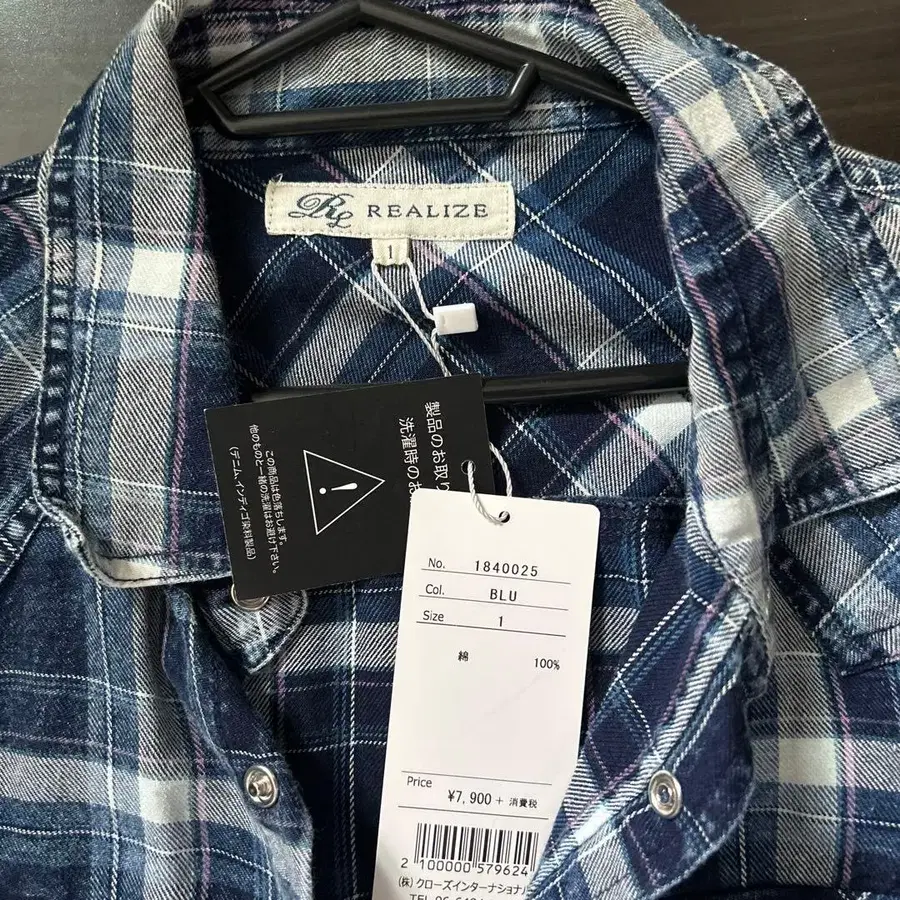 RL REALIZE
1
製品のお取り
洗濯時のお
!
この商品は色落ちします。
他のものと一緒の洗濯はお避け下さい。
(デニム、インディゴ染料製品)
No. 1840025
Col. BLU
Size 1
綿 100%
Price
¥7,900 + 消費税
2 100000 579624
(株) クローズインターナショナル